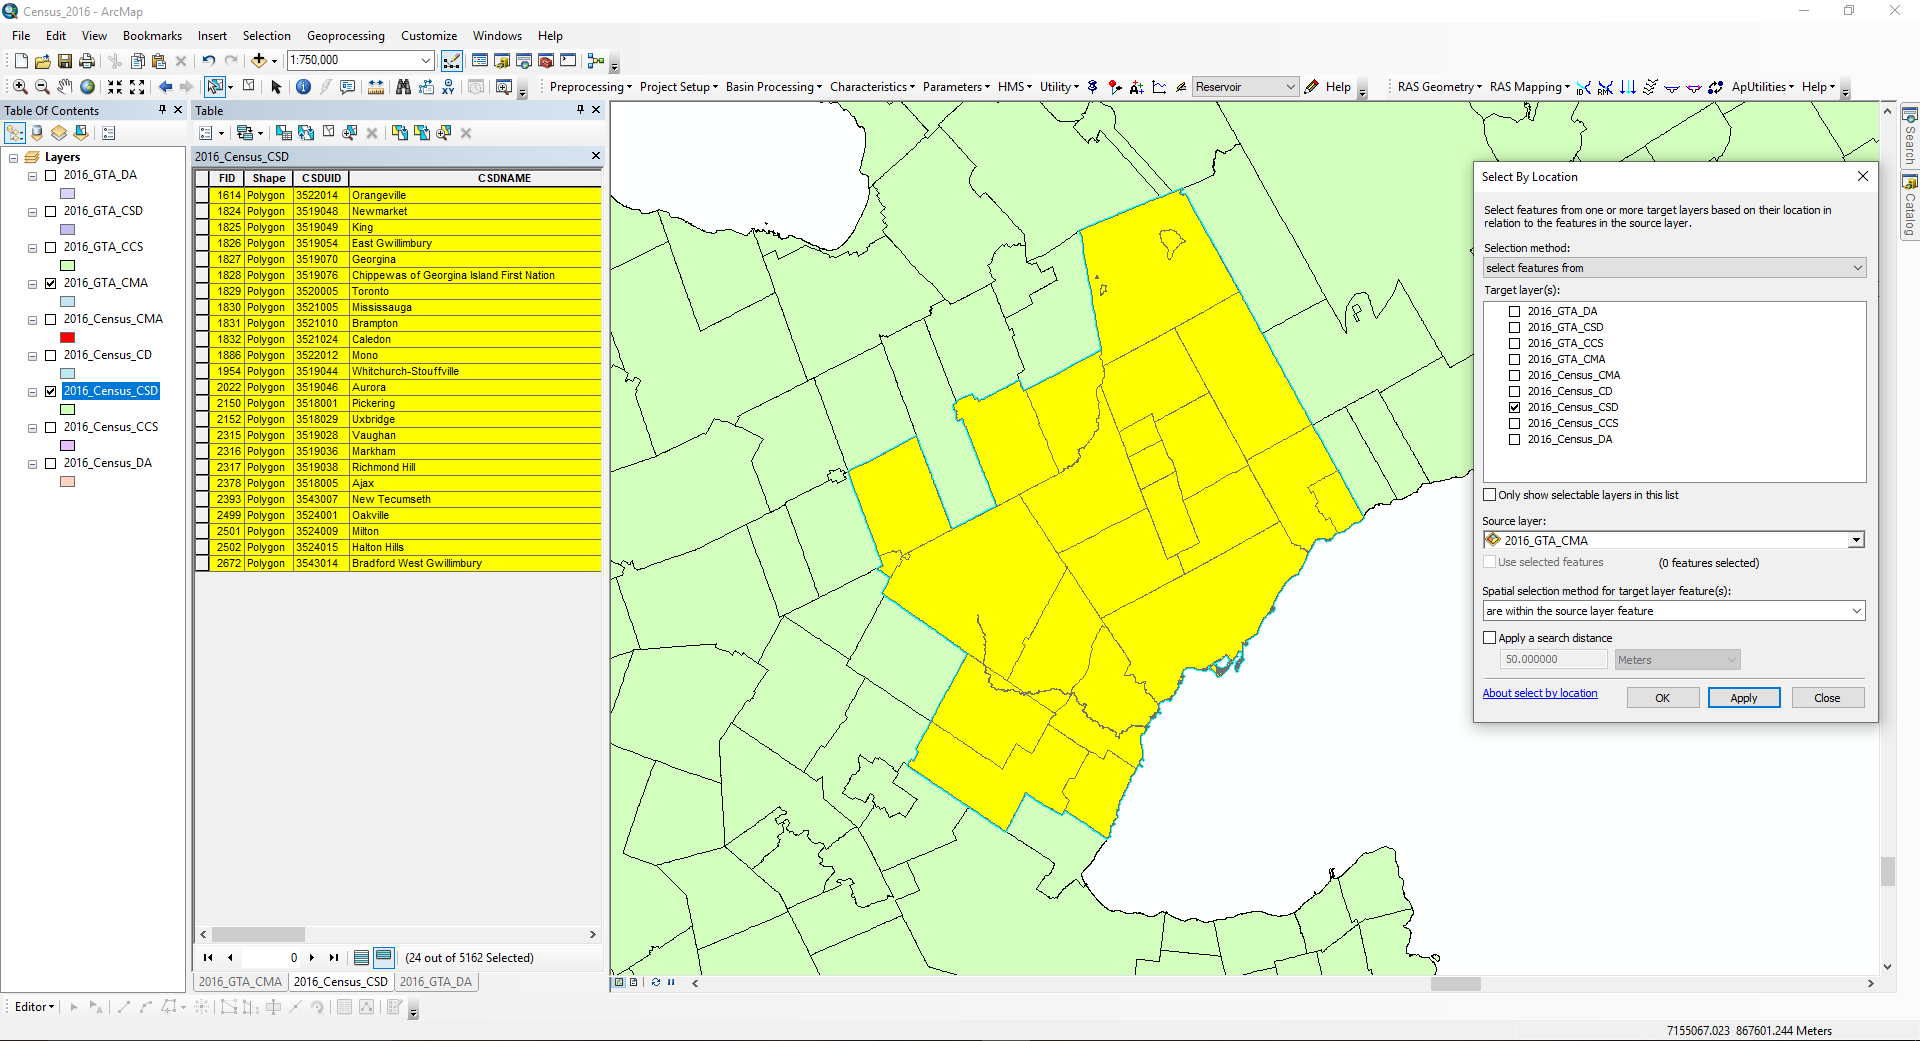 Census_2016 - ArcMap
File Edit View Bookmarks Insert Selection Geoprocessing Customize Windows Help
1:750,000
Preprocessing Project Setup Basin Processing Characteristics Parameters HMS Utility Reservoir Help RAS Geometry RAS Mapping ApUtilities Help
Table Of Contents
Layers
2016_GTA_DA
2016_GTA_CSD
2016_GTA_CCS
2016_GTA_CMA
2016_Census_CMA
2016_Census_CD
2016_Census_CSD
2016_Census_CCS
2016_Census_DA
Table
2016_Census_CSD
FID Shape CSDUID CSDNAME
1614 Polygon 3522014 Orangeville
1824 Polygon 3519048 Newmarket
1825 Polygon 3519049 King
1826 Polygon 3519054 East Gwillimbury
1827 Polygon 3519070 Georgina
1828 Polygon 3519076 Chippewas of Georgina Island First Nation
1829 Polygon 3520005 Toronto
1830 Polygon 3521005 Mississauga
1831 Polygon 3521010 Brampton
1832 Polygon 3521024 Caledon
1886 Polygon 3522012 Mono
1954 Polygon 3519044 Whitchurch-Stouffville
2022 Polygon 3519046 Aurora
2150 Polygon 3518001 Pickering
2152 Polygon 3518029 Uxbridge
2315 Polygon 3519028 Vaughan
2316 Polygon 3519036 Markham
2317 Polygon 3519038 Richmond Hill
2378 Polygon 3518005 Ajax
2393 Polygon 3543007 New Tecumseth
2499 Polygon 3524001 Oakville
2501 Polygon 3524009 Milton
2502 Polygon 3524015 Halton Hills
2672 Polygon 3543014 Bradford West Gwillimbury
0 (24 out of 5162 Selected)
2016_GTA_CMA 2016_Census_CSD 2016_GTA_DA
Editor
Select By Location
Select features from one or more target layers based on their location in
relation to the features in the source layer.
Selection method:
select features from
Target layer(s):
2016_GTA_DA
2016_GTA_CSD
2016_GTA_CCS
2016_GTA_CMA
2016_Census_CMA
2016_Census_CD
2016_Census_CSD
2016_Census_CCS
2016_Census_DA
Only show selectable layers in this list
Source layer:
2016_GTA_CMA
Use selected features (0 features selected)
Spatial selection method for target layer feature(s):
are within the source layer feature
Apply a search distance
50.000000 Meters
About select by location OK Apply Close
Search
Catalog
7155067.023 867601.244 Meters